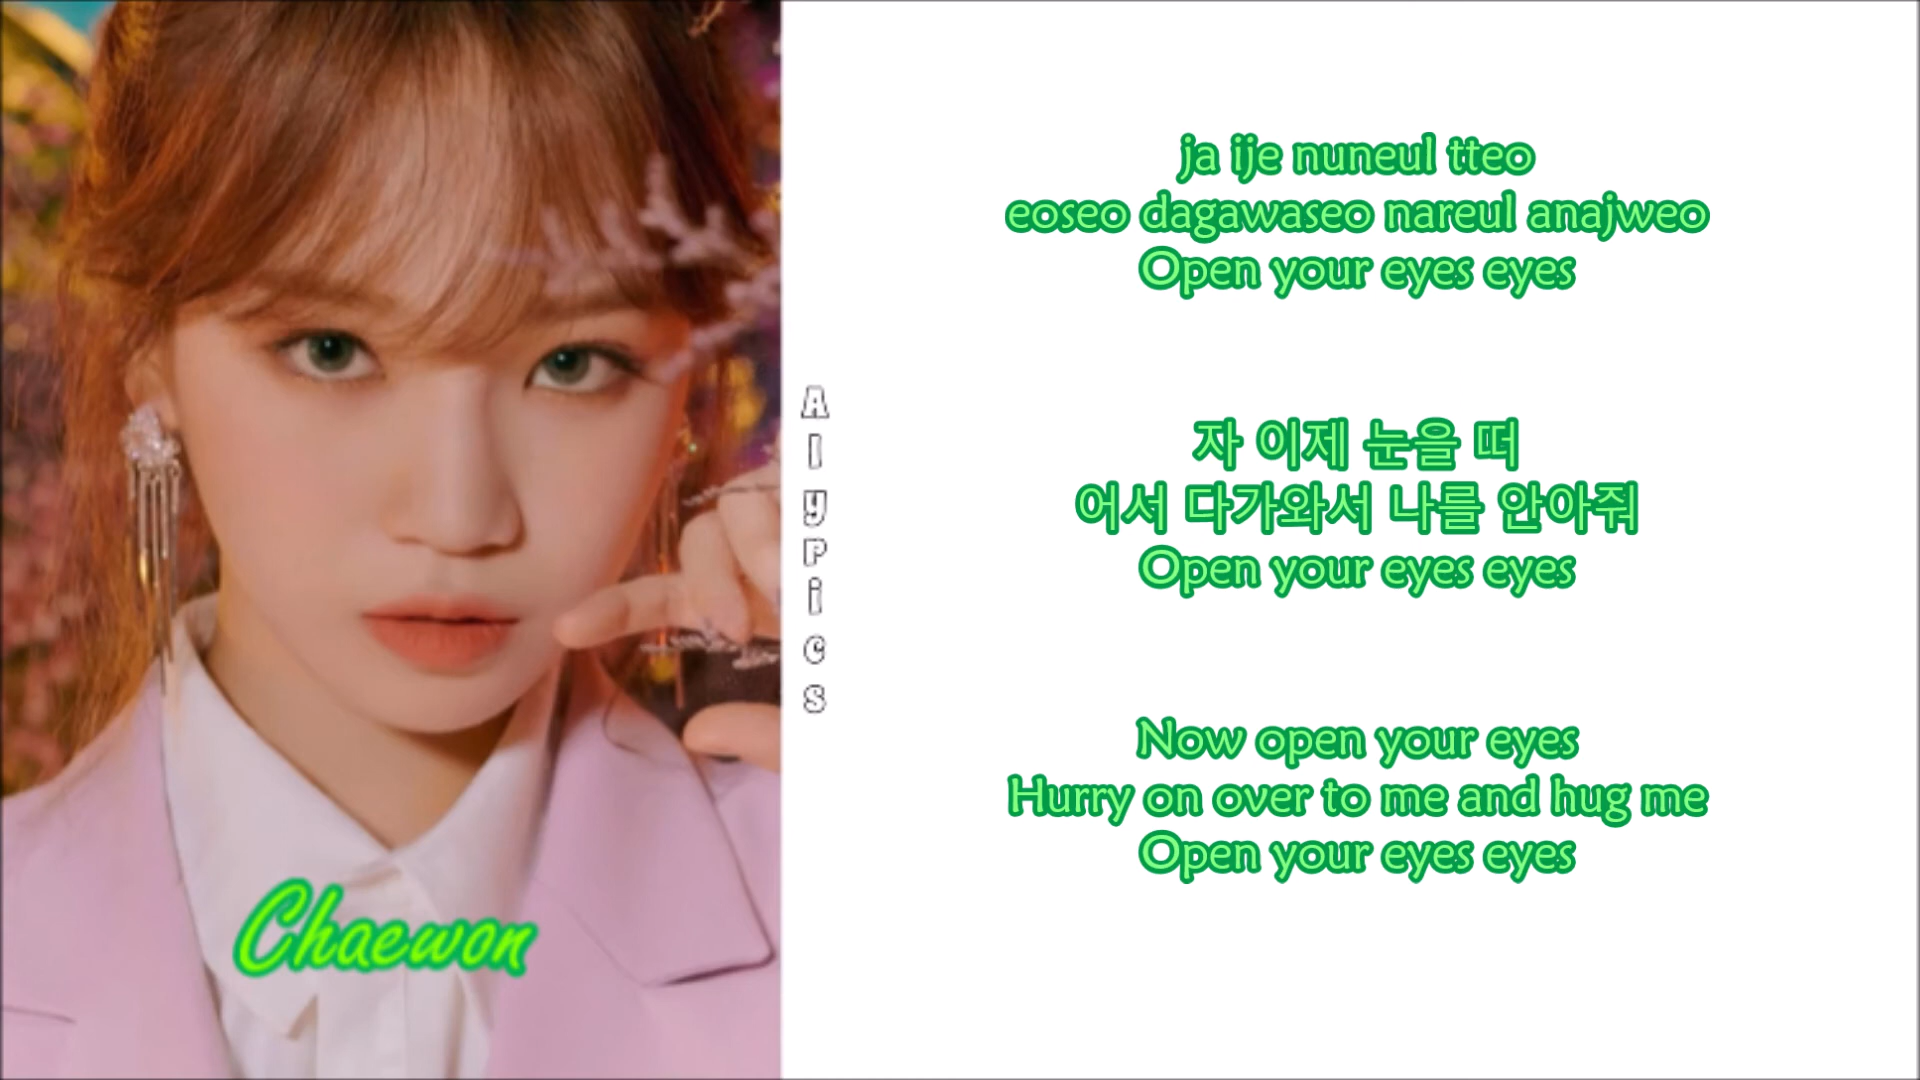 Chaewon
AlyPics
ja ije nuneul tteo
eoseo dagawaseo nareul anajweo
Open your eyes eyes
자 이제 눈을 떠
어서 다가와서 나를 안아줘
Open your eyes eyes
Now open your eyes
Hurry on over to me and hug me
Open your eyes eyes